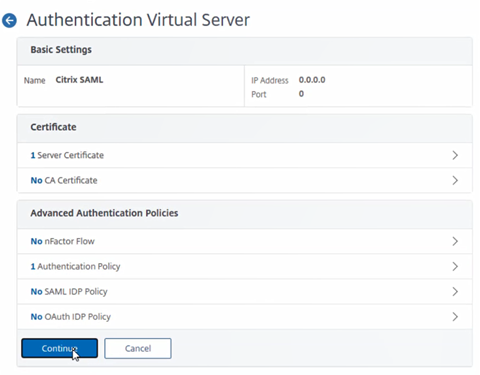 Authentication Virtual Server
Basic Settings
Name Citrix SAML IP Address 0.0.0.0
Port 0
Certificate
1 Server Certificate
No CA Certificate
Advanced Authentication Policies
No nFactor Flow
1 Authentication Policy
No SAML IDP Policy
No OAuth IDP Policy
Continue Cancel